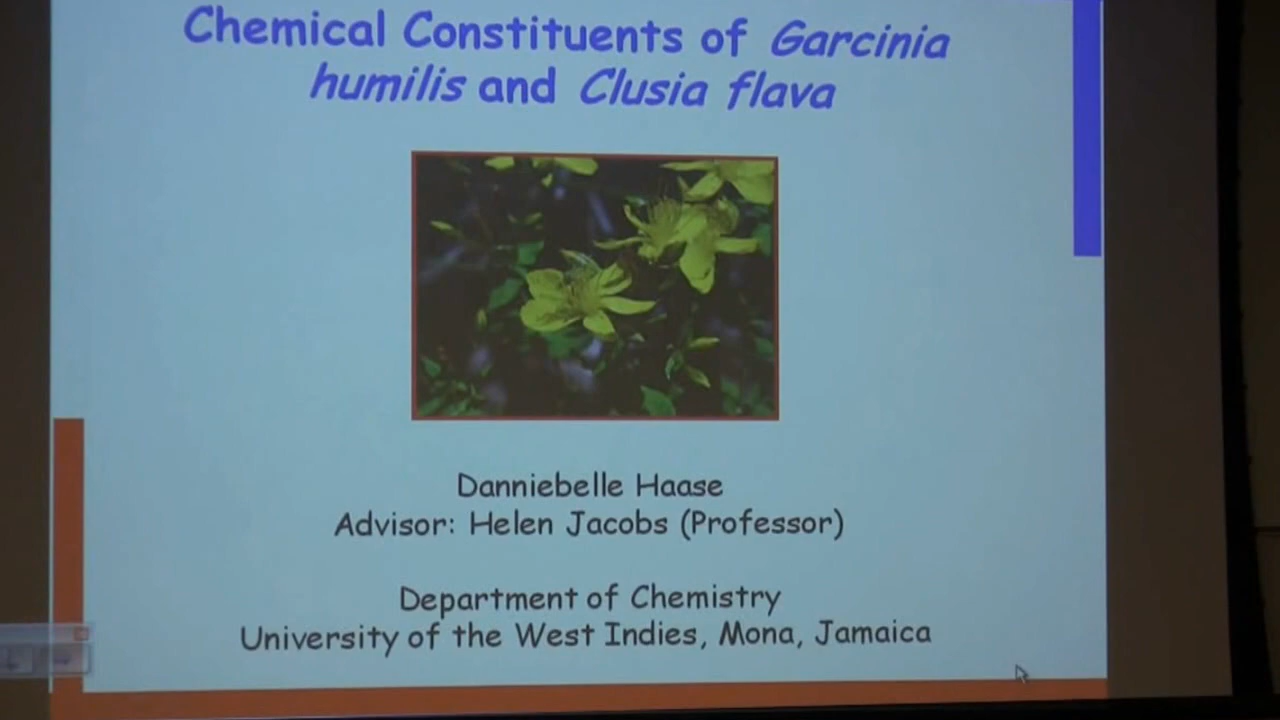 Chemical Constituents of Garcinia
humilis and Clusia flava
Danniebelle Haase
Advisor: Helen Jacobs (Professor)
Department of Chemistry
University of the West Indies, Mona, Jamaica